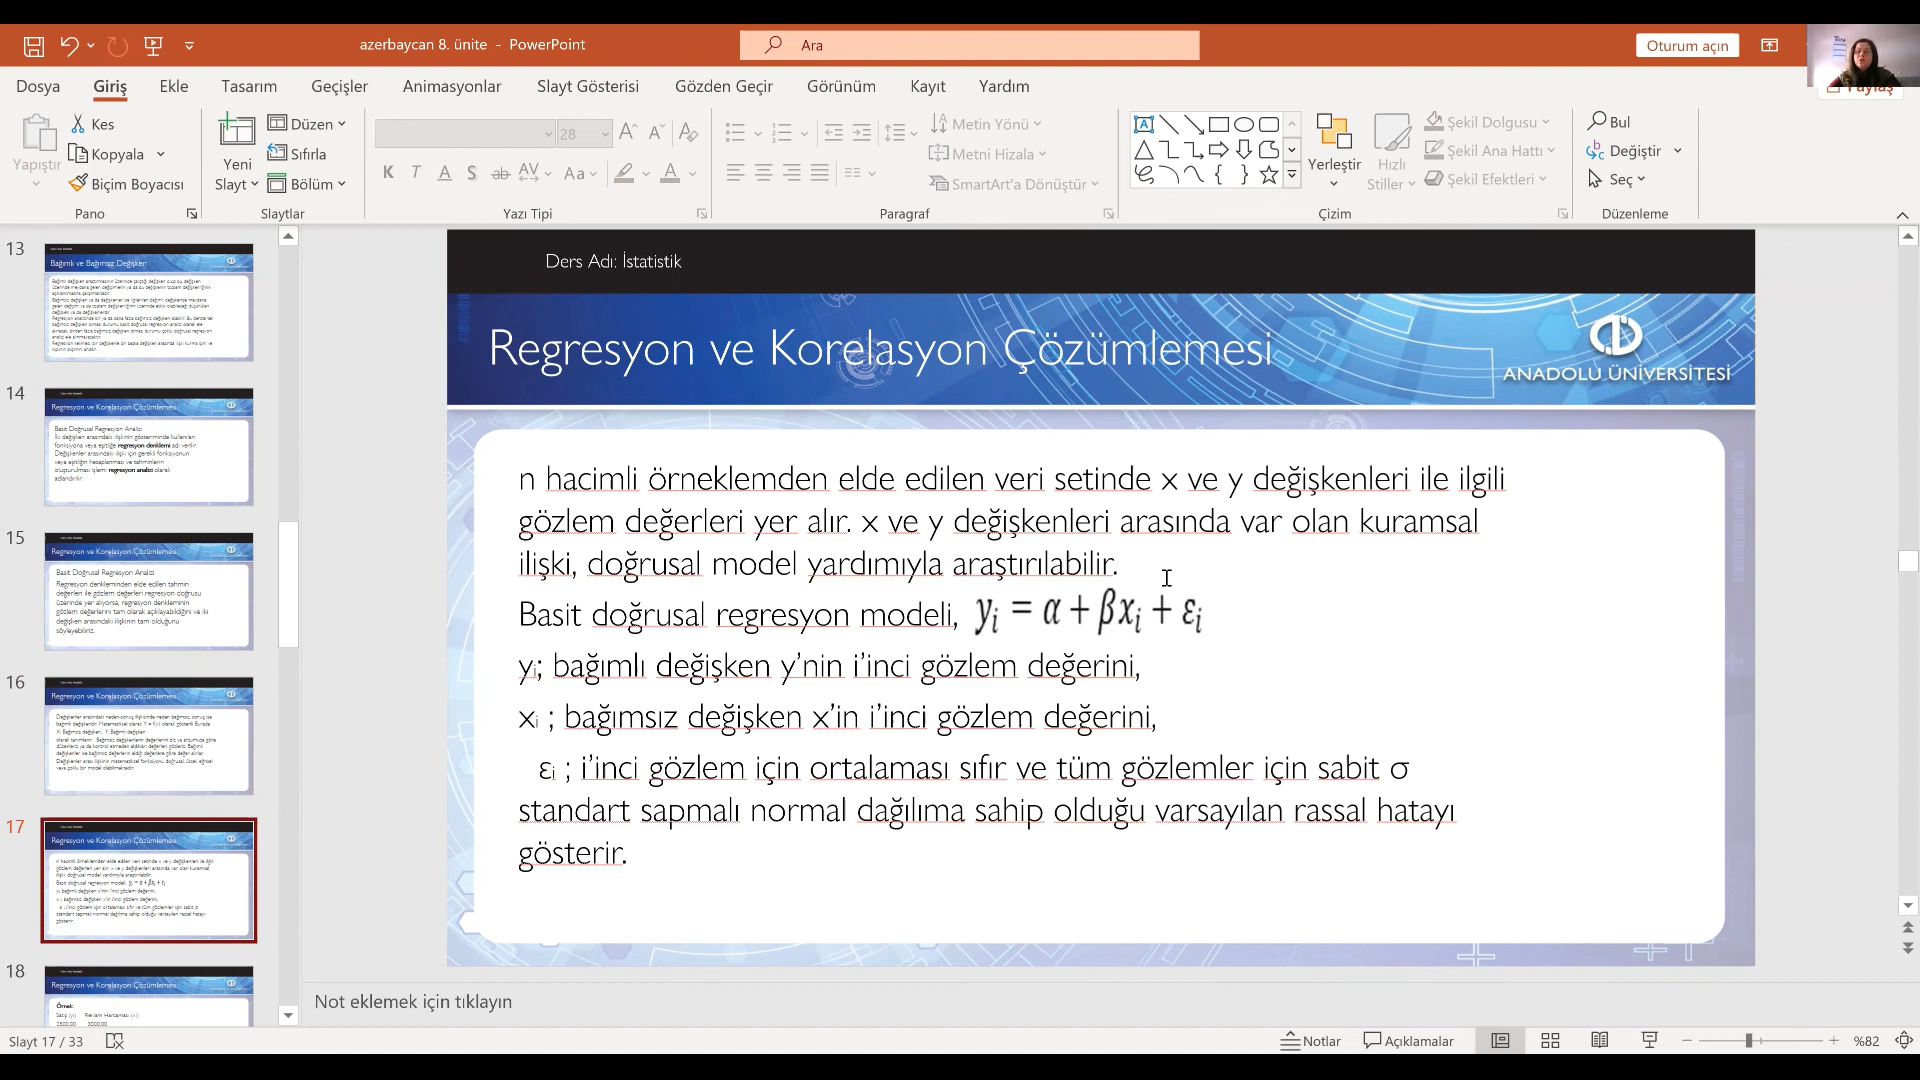 azerbaycan 8. ünite - PowerPoint
Ara
Oturum açın
Paylaş
Dosya Giriş Ekle Tasarım Geçişler Animasyonlar Slayt Gösterisi Gözden Geçir Görünüm Kayıt Yardım
Yapıştır
Kes
Kopyala
Biçim Boyacısı
Pano
Yeni Slayt
Düzen
Sıfırla
Bölüm
Slaytlar
28
K T A S ab AV Aa A
Yazı Tipi
Metin Yönü
Metni Hizala
SmartArt'a Dönüştür
Paragraf
Yerleştir
Hızlı Stiller
Şekil Dolgusu
Şekil Ana Hattı
Şekil Efektleri
Çizim
Bul
Değiştir
Seç
Düzenleme
13
Bağımlı ve Bağımsız Değişken
14
Regresyon ve Korelasyon Çözümlemesi
Basit Doğrusal Regresyon Analizi
İki değişken arasındaki ilişkinin gösteriminde kullanılan
fonksiyona veya eşitliğe regresyon denklemi adı verilir.
Değişkenler arasındaki ilişki için gerekli fonksiyonun
veya eşitliğin hesaplanması ve tahminlerin
oluşturulması işlemi regresyon analizi olarak
adlandırılır.
15
Regresyon ve Korelasyon Çözümlemesi
Basit Doğrusal Regresyon Analizi
Regresyon denkleminden elde edilen tahmin
değerleri ile gözlem değerleri regresyon doğrusu
üzerinde yer alıyorsa, regresyon denkleminin
gözlem değerlerini tam olarak açıklayabildiğini ve iki
değişken arasındaki ilişkinin tam olduğunu
söyleyebiliriz.
16
Regresyon ve Korelasyon Çözümlemesi
17
Regresyon ve Korelasyon Çözümlemesi
18
Regresyon ve Korelasyon Çözümlemesi
Örnek:
Satış (yi) Reklam Harcaması (xi)
2500,00 3000,00
Ders Adı: İstatistik
Regresyon ve Korelasyon Çözümlemesi
ANADOLU ÜNİVERSİTESİ
n hacimli örneklemden elde edilen veri setinde x ve y değişkenleri ile ilgili
gözlem değerleri yer alır. x ve y değişkenleri arasında var olan kuramsal
ilişki, doğrusal model yardımıyla araştırılabilir.
Basit doğrusal regresyon modeli, yᵢ = α + βxᵢ + εᵢ
yᵢ; bağımlı değişken y'nin i'inci gözlem değerini,
xᵢ ; bağımsız değişken x'in i'inci gözlem değerini,
εᵢ ; i'inci gözlem için ortalaması sıfır ve tüm gözlemler için sabit σ
standart sapmalı normal dağılıma sahip olduğu varsayılan rassal hatayı
gösterir.
Not eklemek için tıklayın
Slayt 17 / 33
Notlar
Açıklamalar
%82